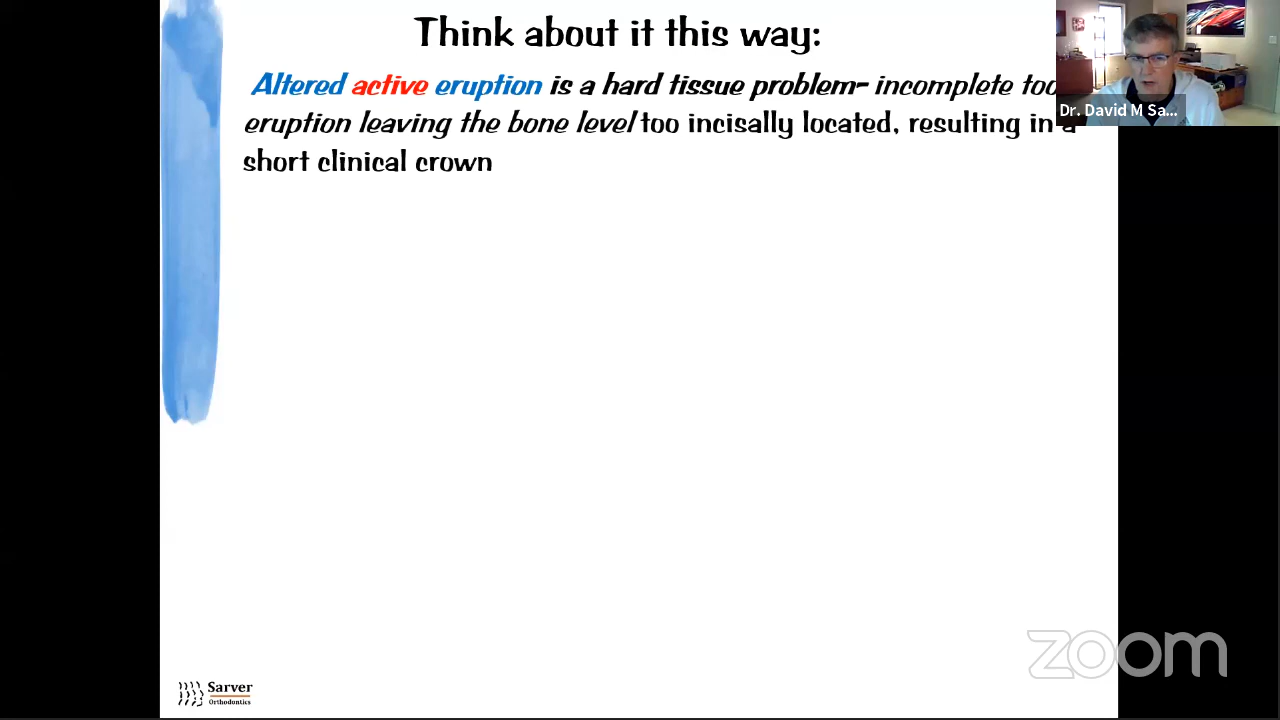 Think about it this way:
Altered active eruption is a hard tissue problem- incomplete too
eruption leaving the bone level too incisally located, resulting in a
short clinical crown
Dr. David M Sa...
zoom
Sarver
Orthodontics